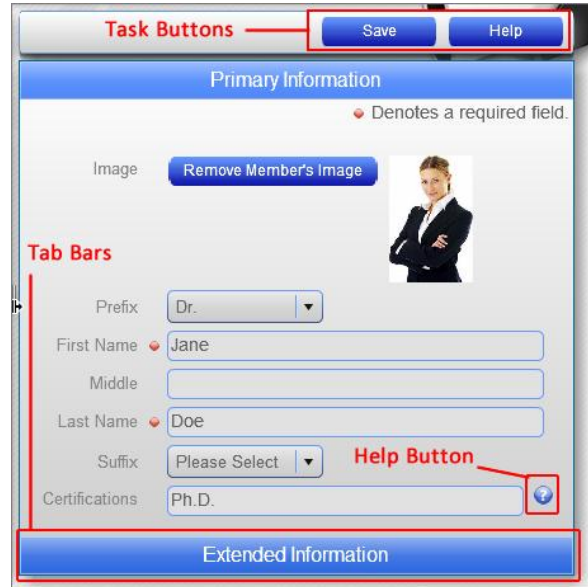 Task Buttons Save Help
Primary Information
Denotes a required field.
Image Remove Member's Image
Tab Bars
Prefix Dr.
First Name Jane
Middle
Last Name Doe
Suffix Please Select Help Button
Certifications Ph.D. ?
Extended Information